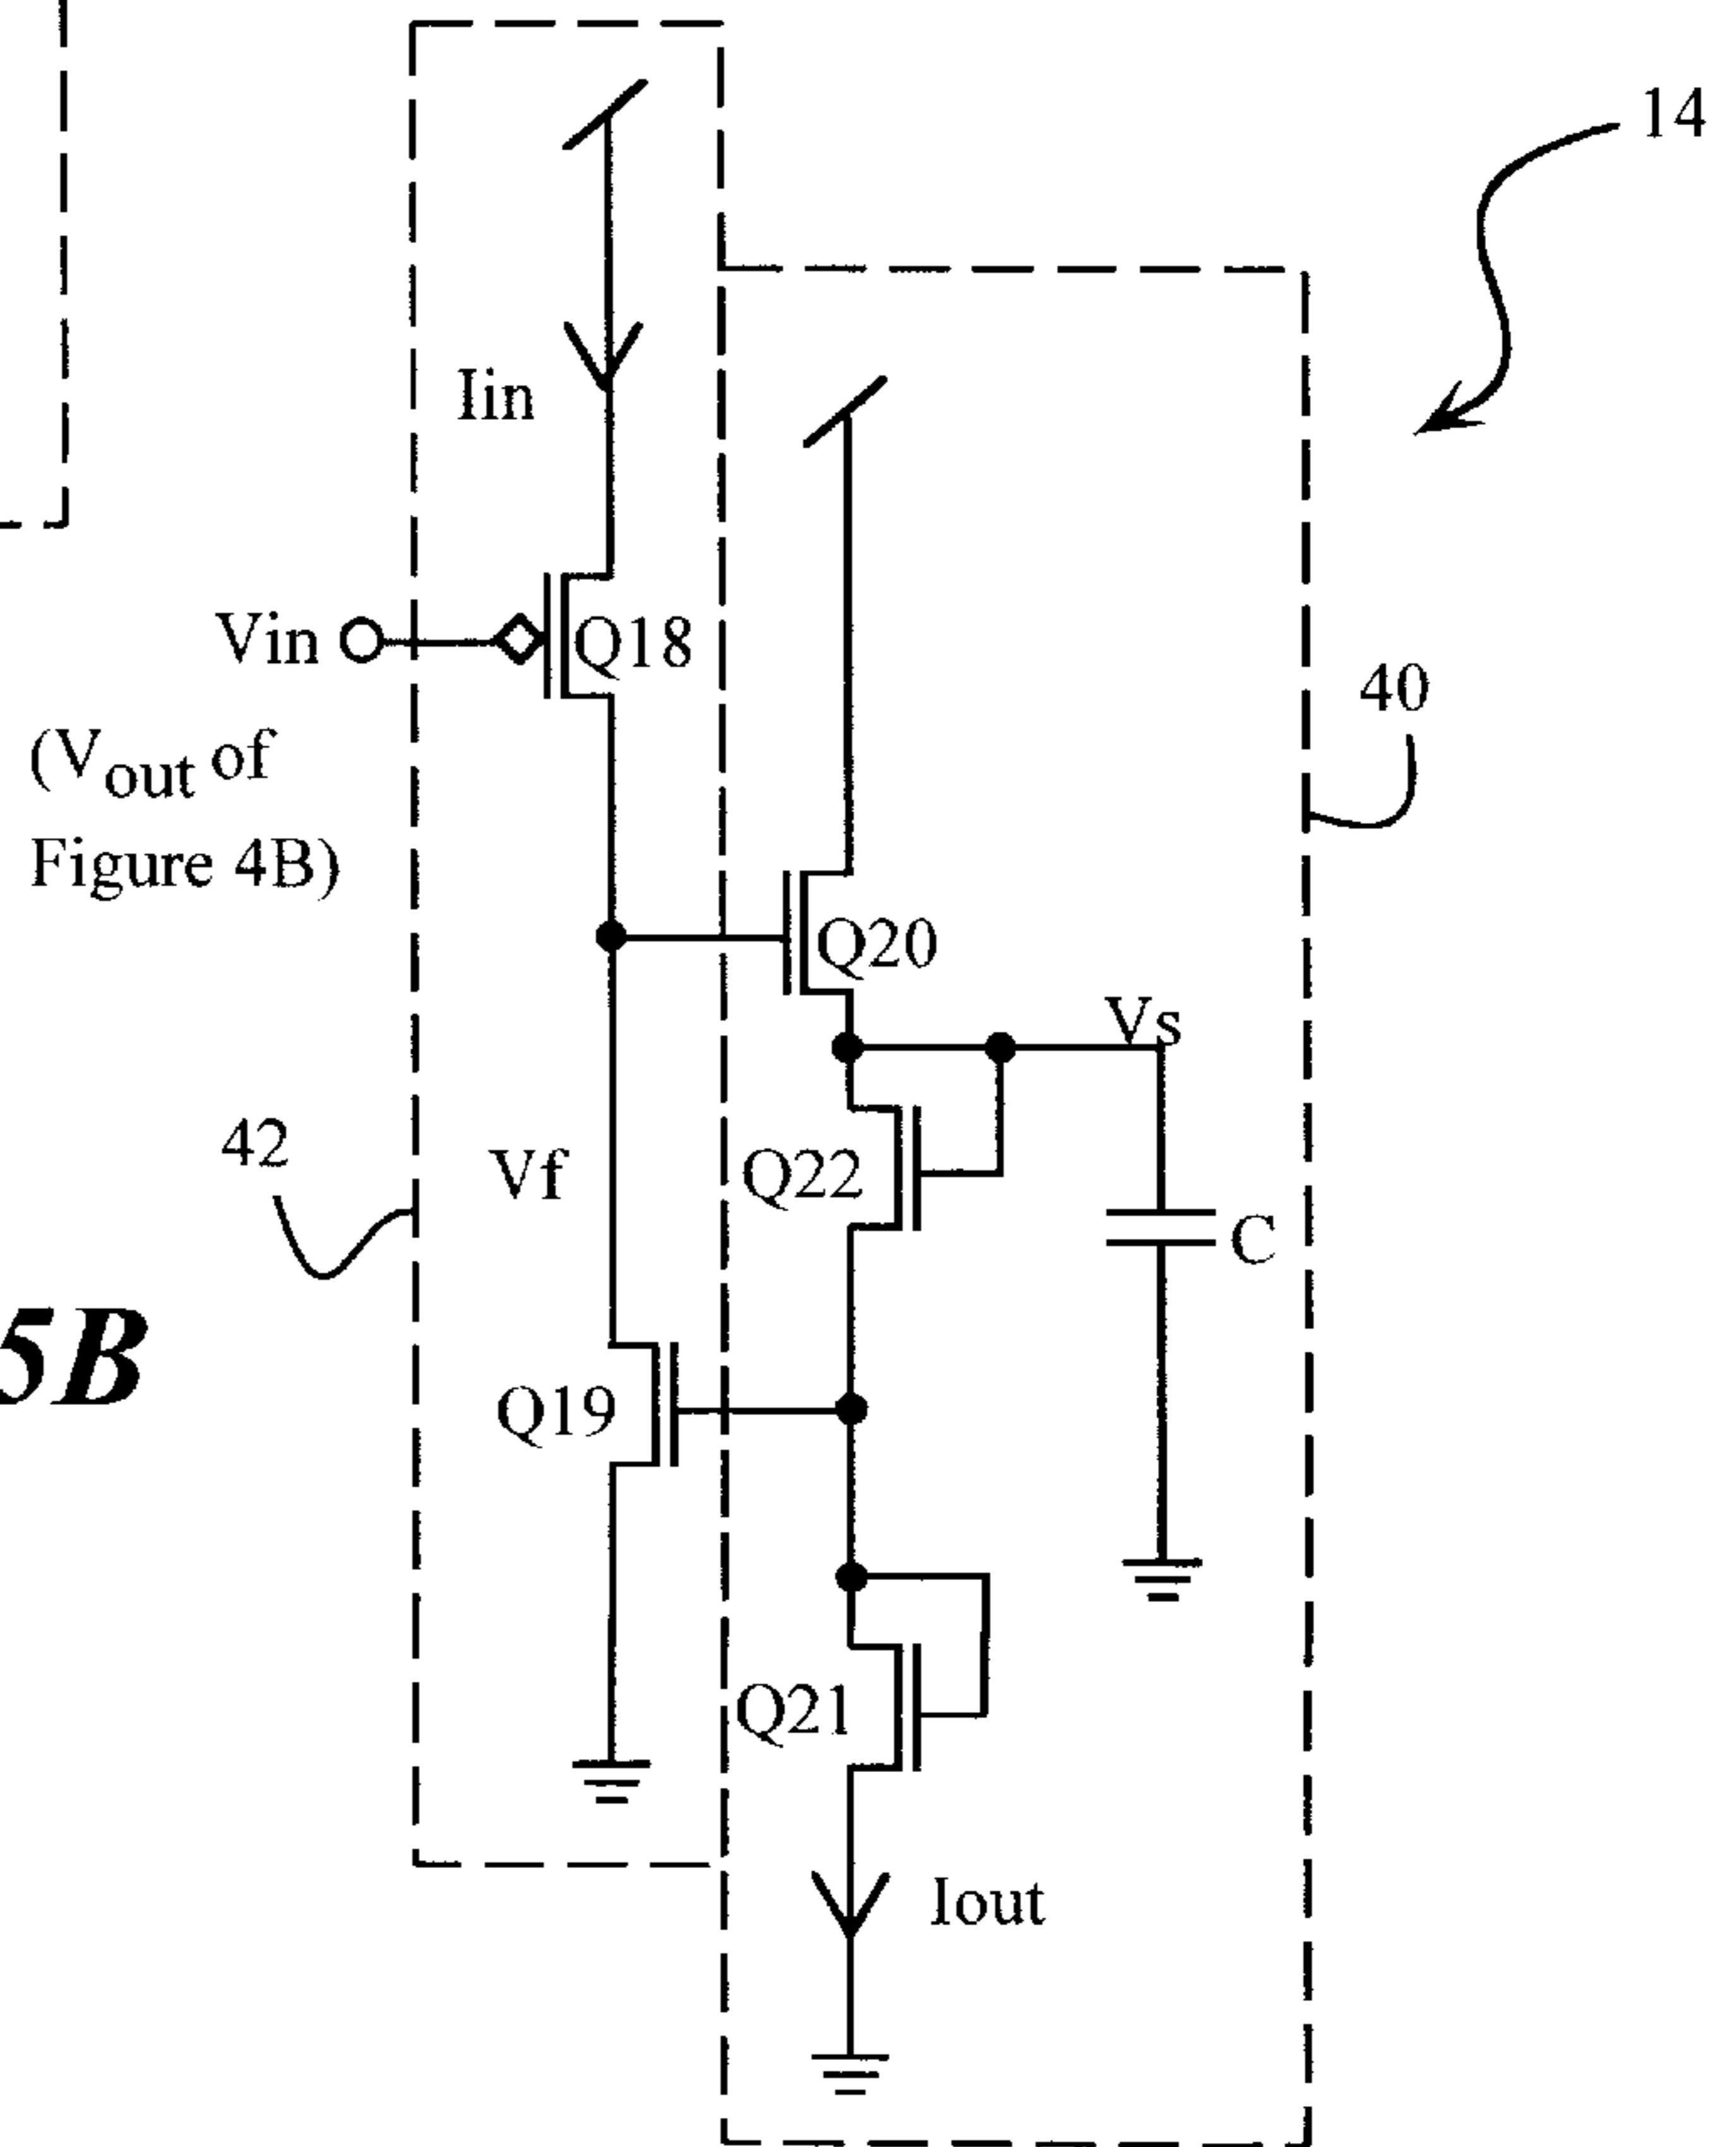 14
Iin
Vin
Q18
40
(Vout of
Figure 4B)
Q20
Vs
42
Vf
Q22
C
5B
Q19
Q21
Iout